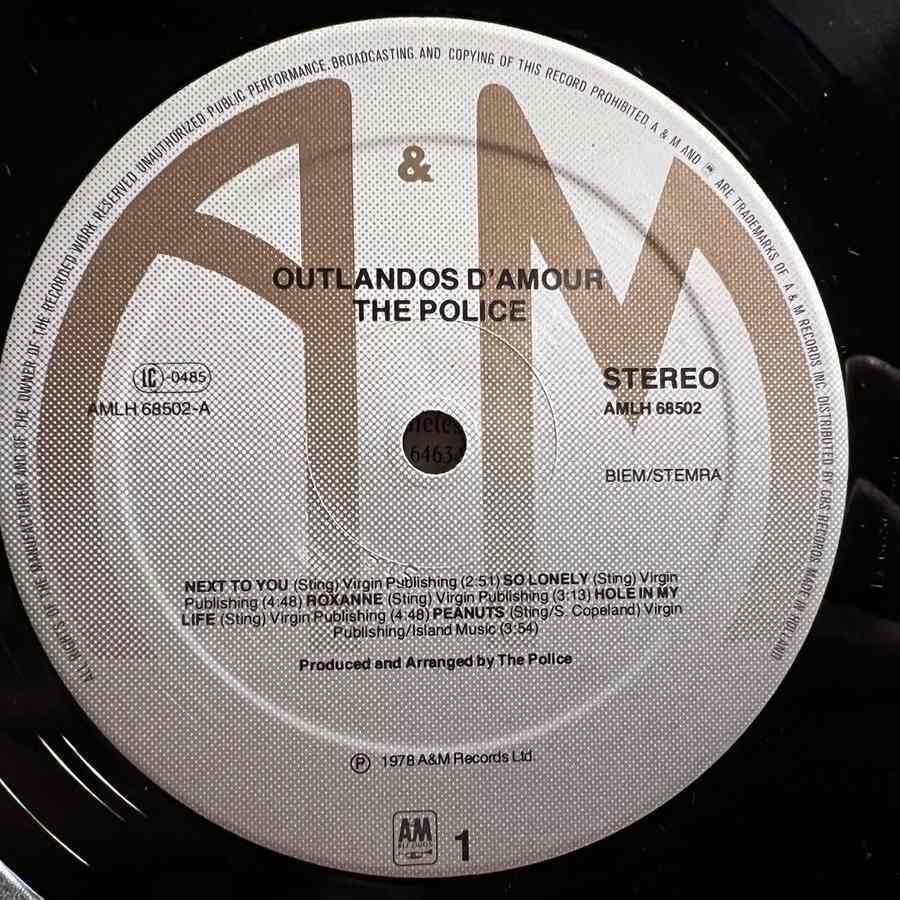 ALL RIGHTS OF THE MANUFACTURER AND OF THE OWNER OF THE RECORDED WORK RESERVED UNAUTHORIZED PUBLIC PERFORMANCE, BROADCASTING AND COPYING OF THIS RECORD PROHIBITED. A & M AND ARE TRADEMARKS OF A & M RECORDS INC. DISTRIBUTED BY CBS RECORDS. MADE IN HOLLAND
A & M
OUTLANDOS D'AMOUR
THE POLICE
LC -0485
AMLH 68502-A
STEREO
AMLH 68502
BIEM/STEMRA
6463
NEXT TO YOU (Sting) Virgin Publishing (2:51) SO LONELY (Sting) Virgin
Publishing (4:48) ROXANNE (Sting) Virgin Publishing (3:13) HOLE IN MY
LIFE (Sting) Virgin Publishing (4:48) PEANUTS (Sting/S. Copeland) Virgin
Publishing/Island Music (3:54)
Produced and Arranged by The Police
℗ 1978 A&M Records Ltd.
A&M
RECORDS
1